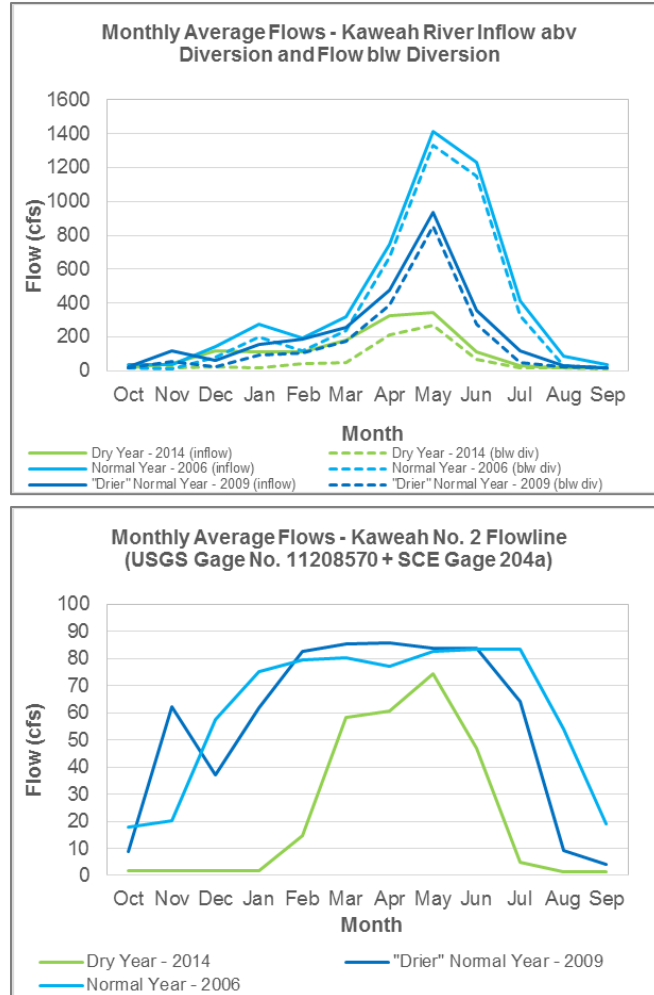 Monthly Average Flows - Kaweah River Inflow abv
Diversion and Flow blw Diversion
1600
1400
1200
1000
800
600
400
200
0
Flow (cfs)
Oct Nov Dec Jan Feb Mar Apr May Jun Jul Aug Sep
Month
Dry Year - 2014 (inflow) Dry Year - 2014 (blw div)
Normal Year - 2006 (inflow) Normal Year - 2006 (blw div)
"Drier" Normal Year - 2009 (inflow) "Drier" Normal Year - 2009 (blw div)
Monthly Average Flows - Kaweah No. 2 Flowline
(USGS Gage No. 11208570 + SCE Gage 204a)
100
90
80
70
60
50
40
30
20
10
0
Flow (cfs)
Oct Nov Dec Jan Feb Mar Apr May Jun Jul Aug Sep
Month
Dry Year - 2014 "Drier" Normal Year - 2009
Normal Year - 2006